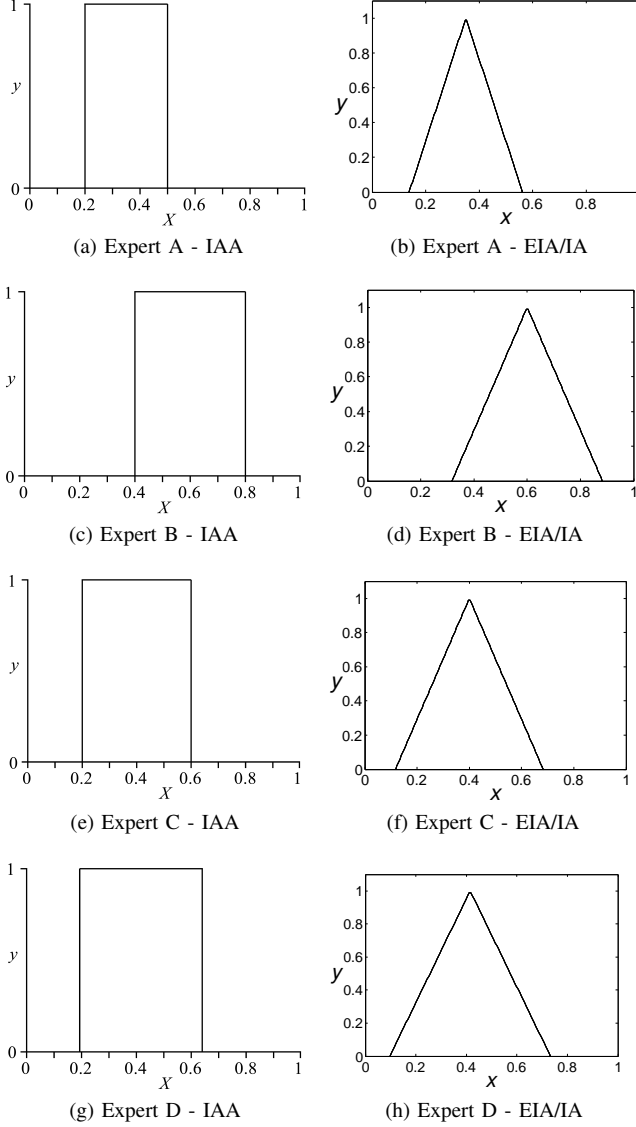 1
y
0
0 0.2 0.4 0.6 0.8 1
X
(a) Expert A - IAA
1
0.8
y
0.6
0.4
0.2
0
0 0.2 0.4 0.6 0.8
x
(b) Expert A - EIA/IA
1
y
0
0 0.2 0.4 0.6 0.8 1
X
(c) Expert B - IAA
1
0.8
y
0.6
0.4
0.2
0
0 0.2 0.4 0.6 0.8 1
x
(d) Expert B - EIA/IA
1
y
0
0 0.2 0.4 0.6 0.8 1
X
(e) Expert C - IAA
1
0.8
0.6
y
0.4
0.2
0
0 0.2 0.4 0.6 0.8 1
x
(f) Expert C - EIA/IA
1
y
0
0 0.2 0.4 0.6 0.8 1
X
(g) Expert D - IAA
1
0.8
0.6
y
0.4
0.2
0
0 0.2 0.4 0.6 0.8 1
x
(h) Expert D - EIA/IA